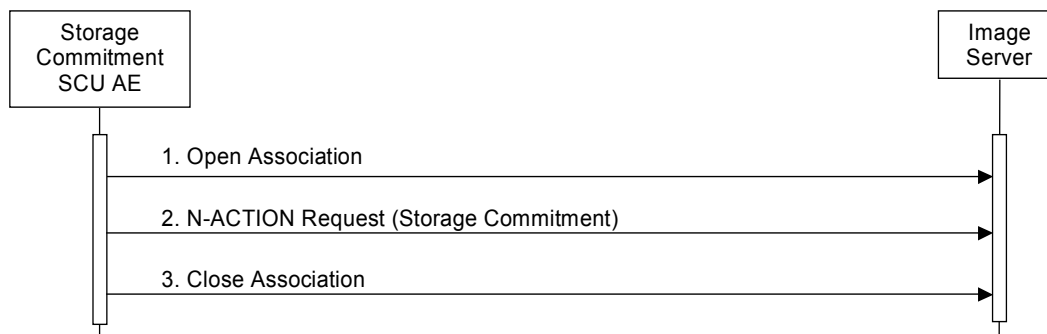 Storage
Commitment
SCU AE
Image
Server
1. Open Association
2. N-ACTION Request (Storage Commitment)
3. Close Association